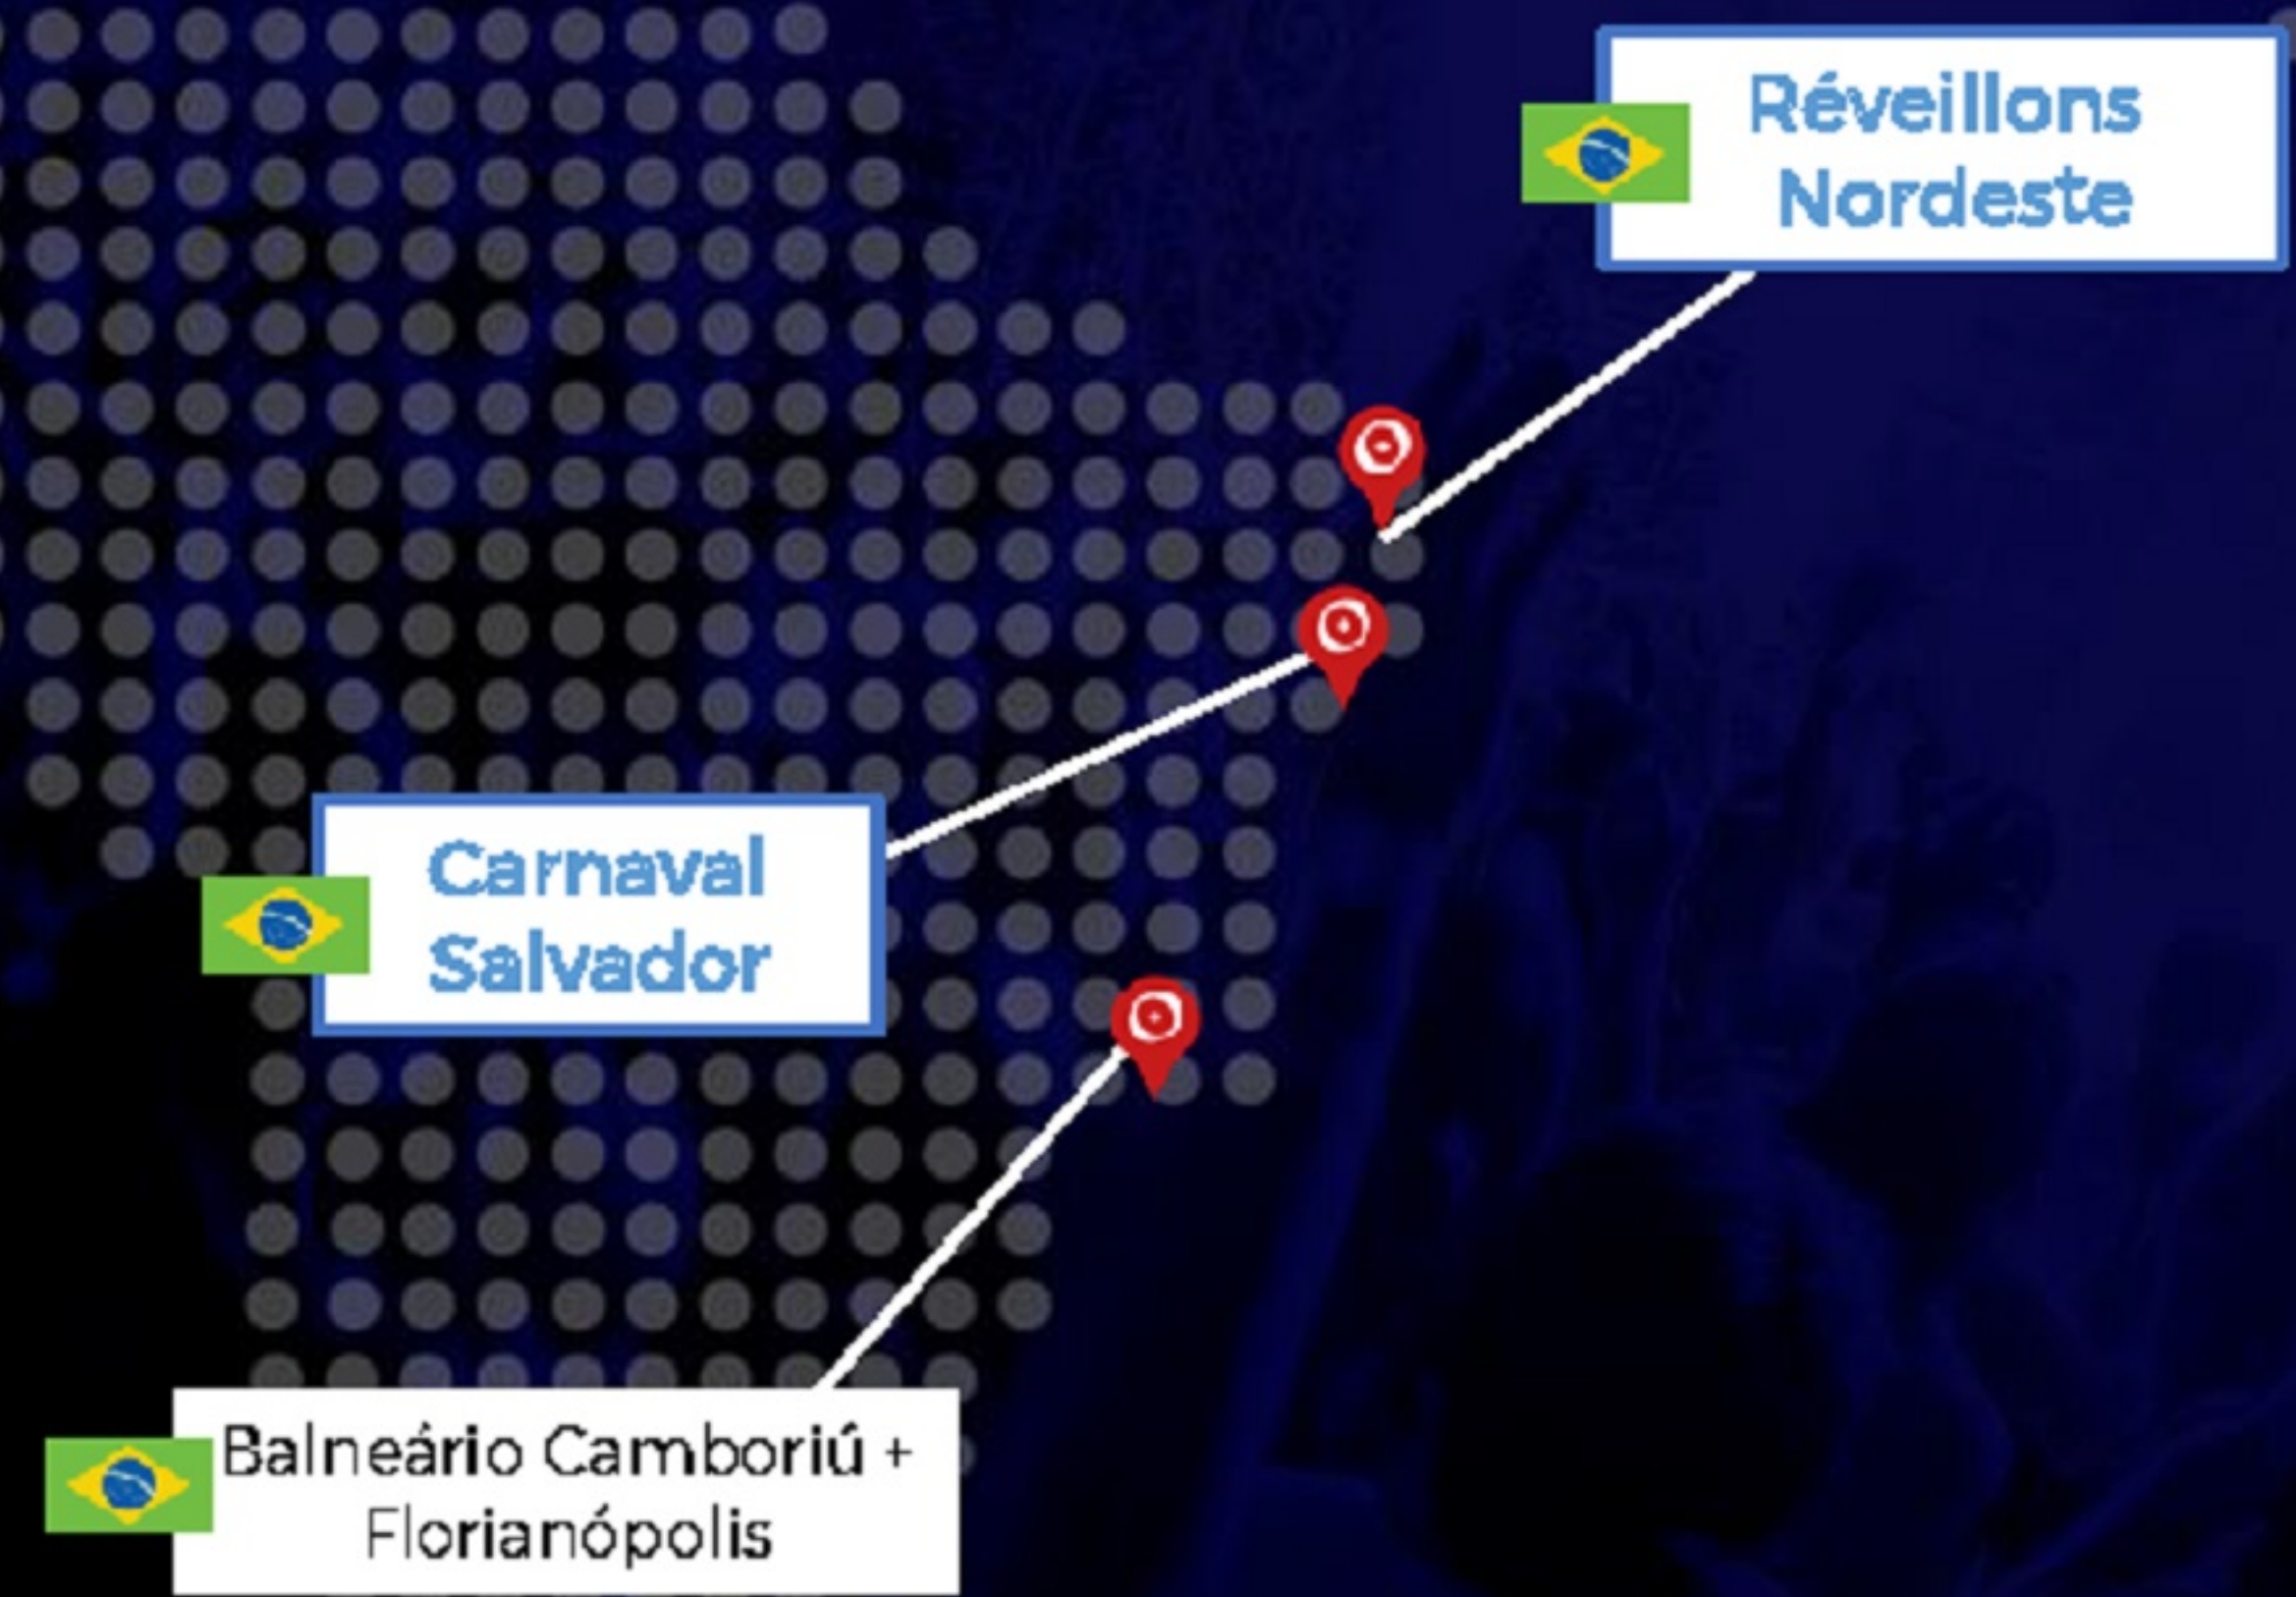 Réveillons
Nordeste
Carnaval
Salvador
Balneário Camboriú +
Florianópolis